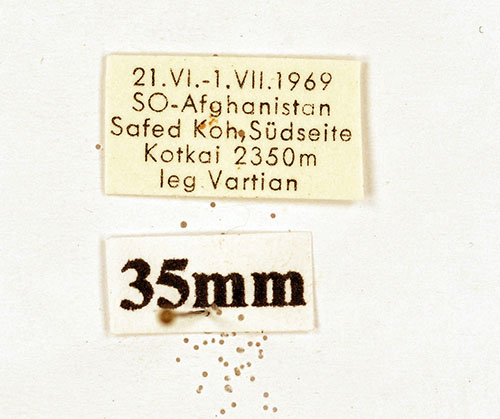 21.VI.-1.VII.1969
SO-Afghanistan
Safed Koh,Südseite
Kotkai 2350m
leg Vartian
35mm